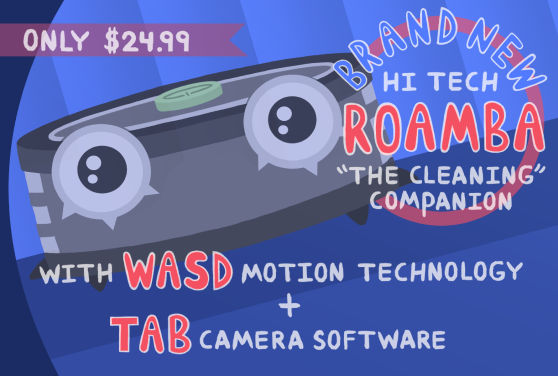 ONLY $24.99
BRAND NEW
HI TECH
ROAMBA
"THE CLEANING"
COMPANION
WITH WASD MOTION TECHNOLOGY
+
TAB CAMERA SOFTWARE